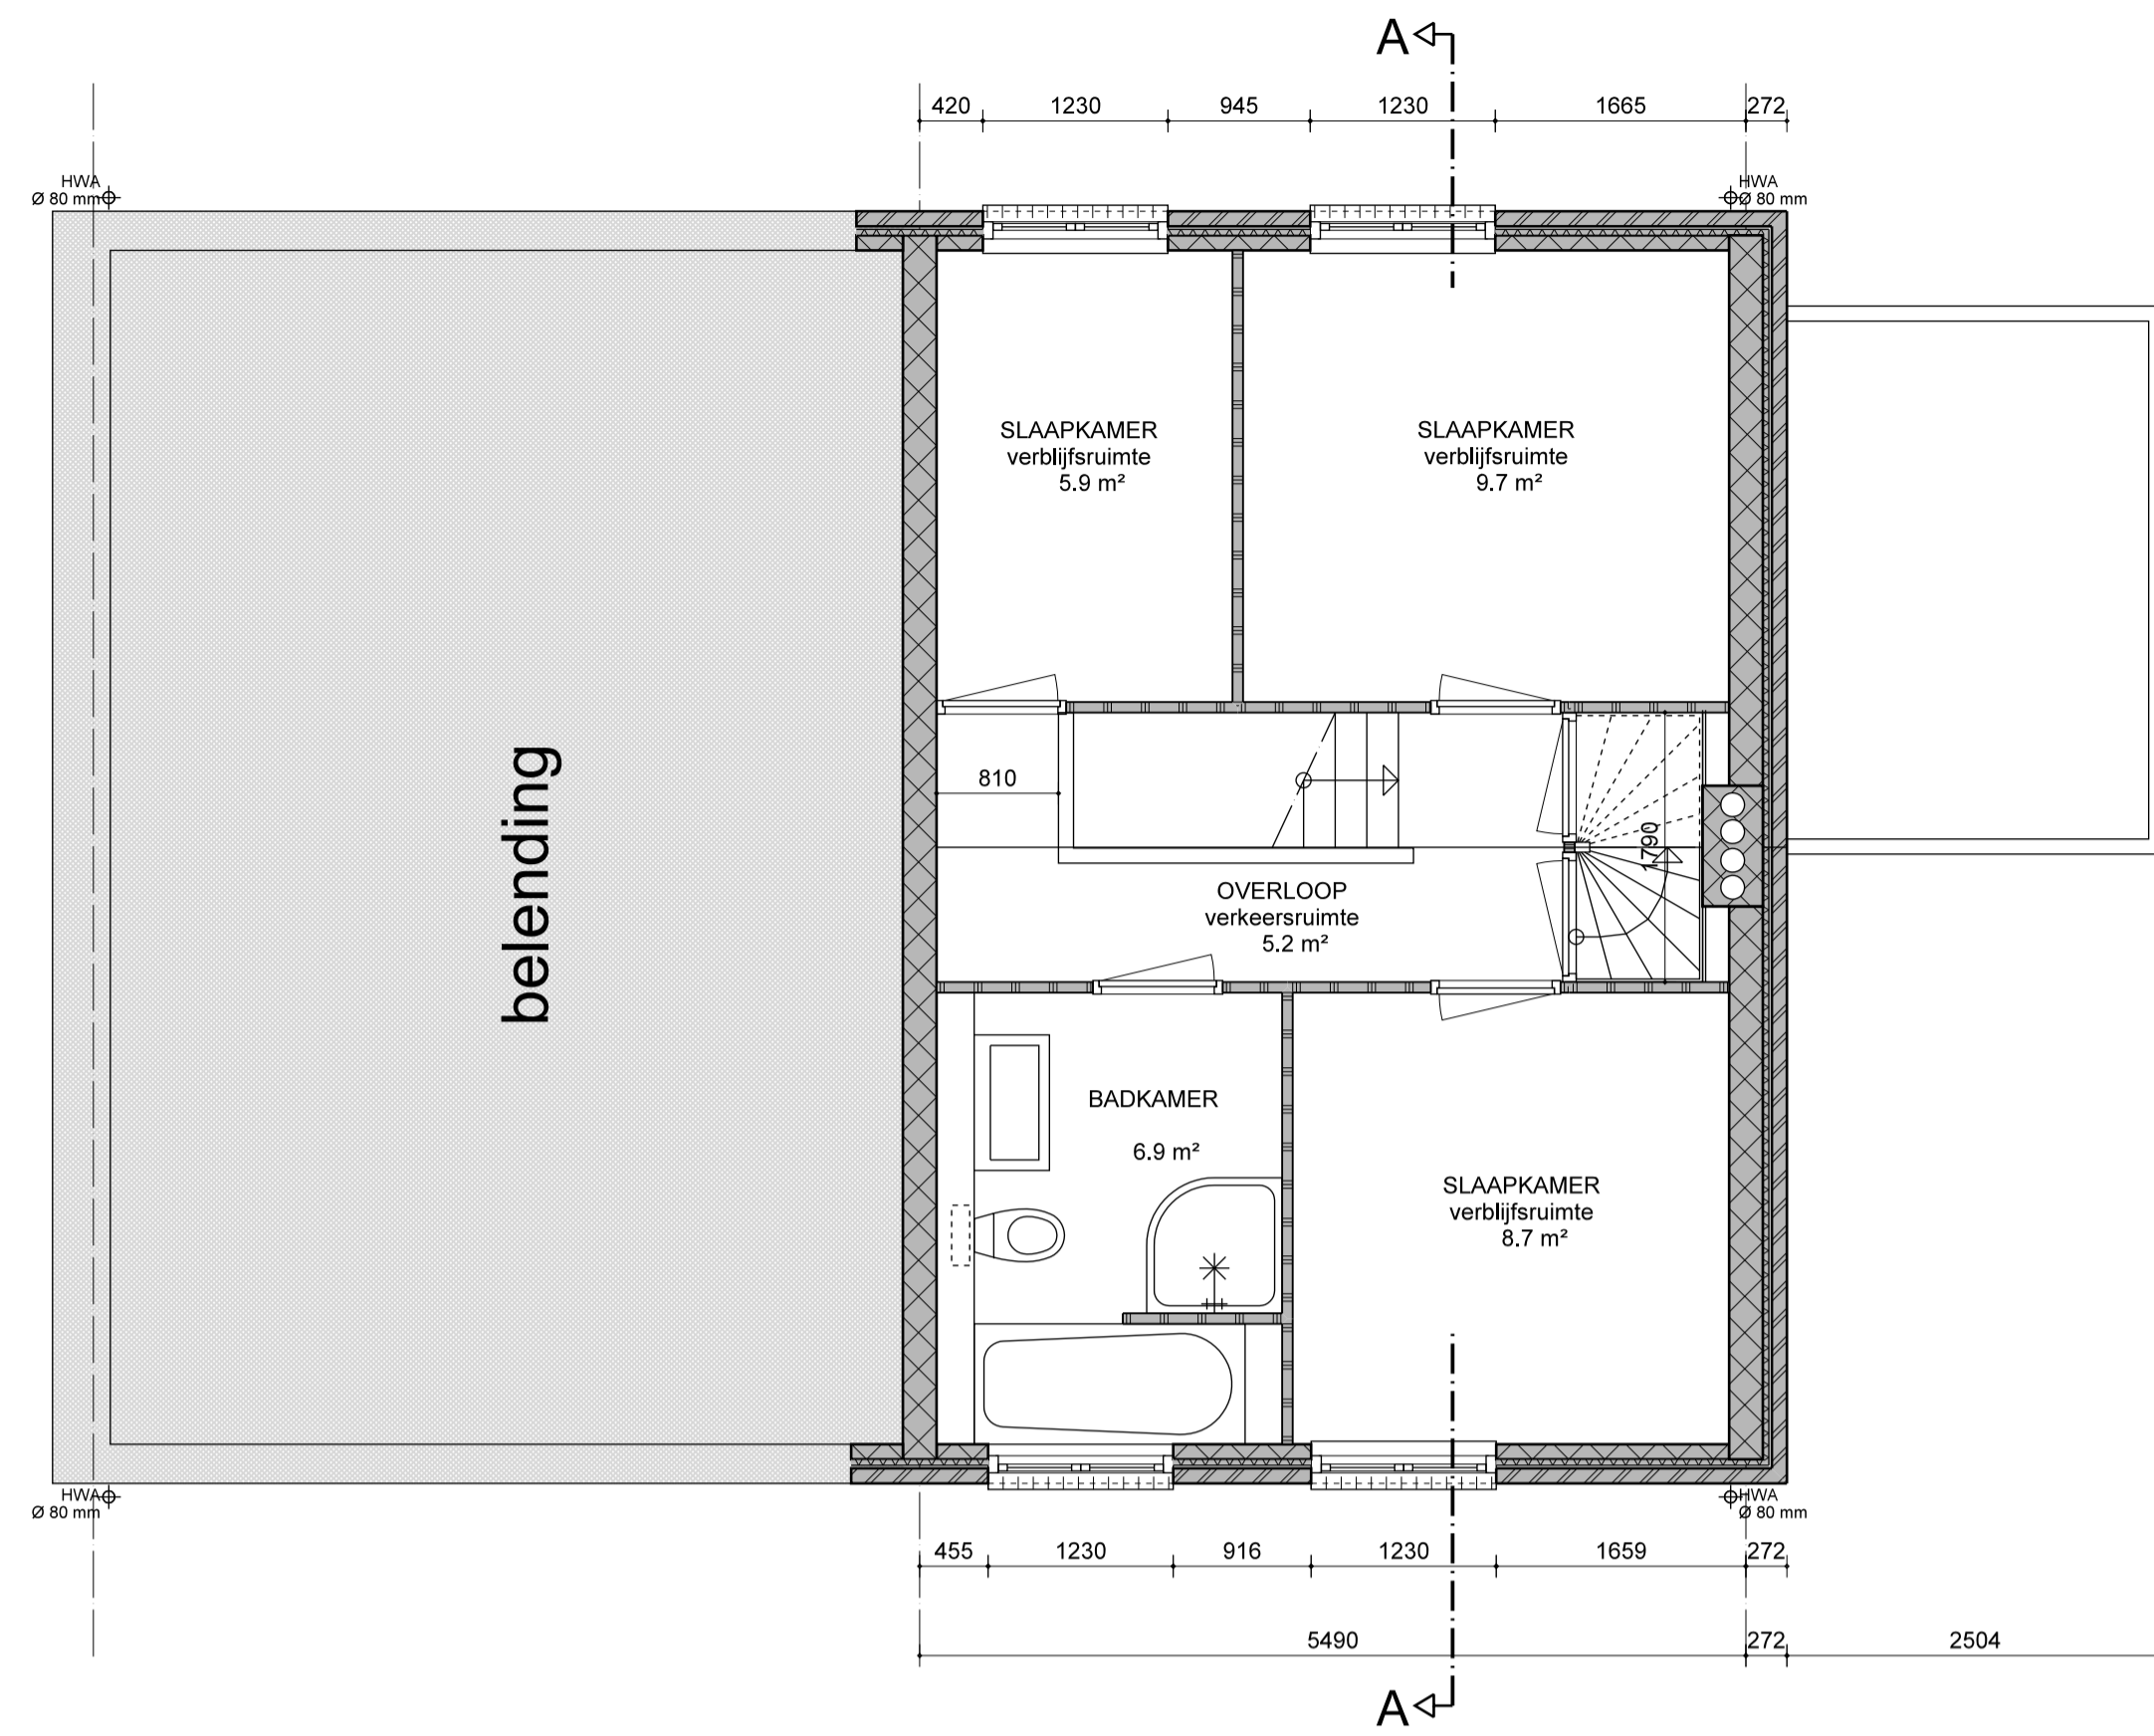 A
420 1230 945 1230 1665 272
HWA
Ø 80 mm
HWA
Ø 80 mm
SLAAPKAMER
verblijfsruimte
5.9 m²
SLAAPKAMER
verblijfsruimte
9.7 m²
belending
810
1790
OVERLOOP
verkeersruimte
5.2 m²
BADKAMER
6.9 m²
SLAAPKAMER
verblijfsruimte
8.7 m²
HWA
Ø 80 mm
HWA
Ø 80 mm
455 1230 916 1230 1659 272
5490 272 2504
A